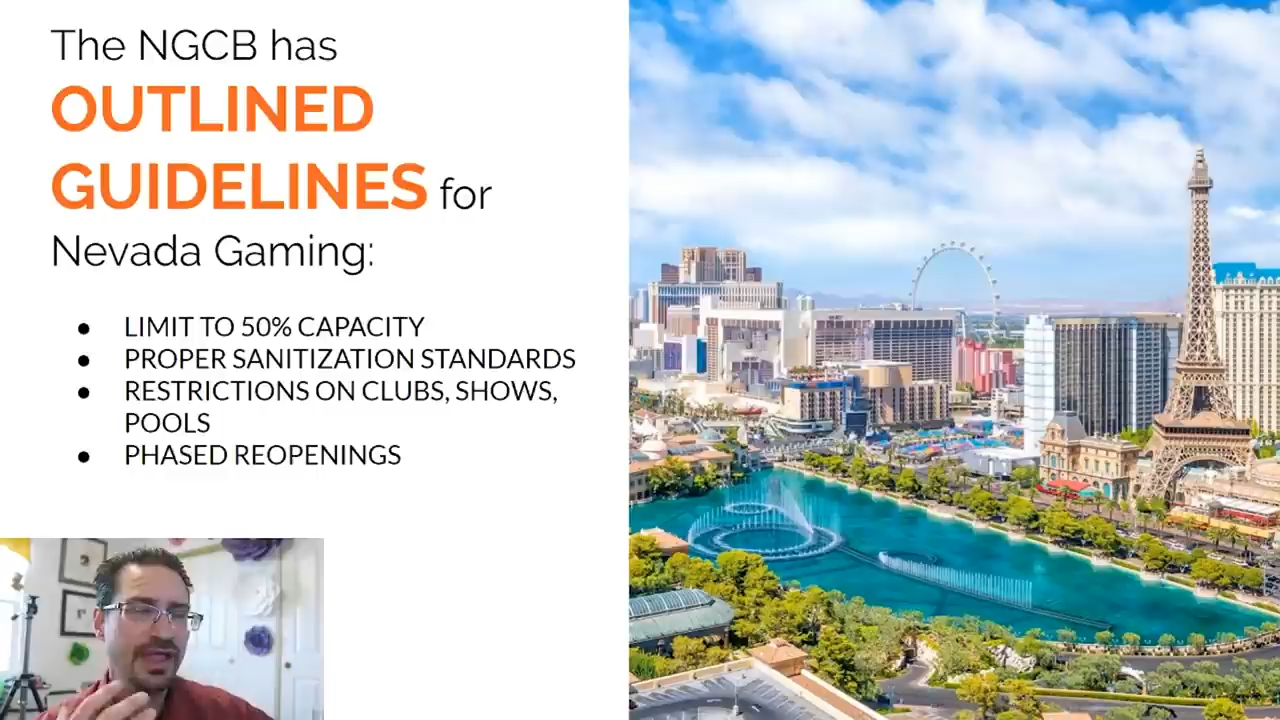 The NGCB has
OUTLINED
GUIDELINES for
Nevada Gaming:
● LIMIT TO 50% CAPACITY
● PROPER SANITIZATION STANDARDS
● RESTRICTIONS ON CLUBS, SHOWS,
POOLS
● PHASED REOPENINGS